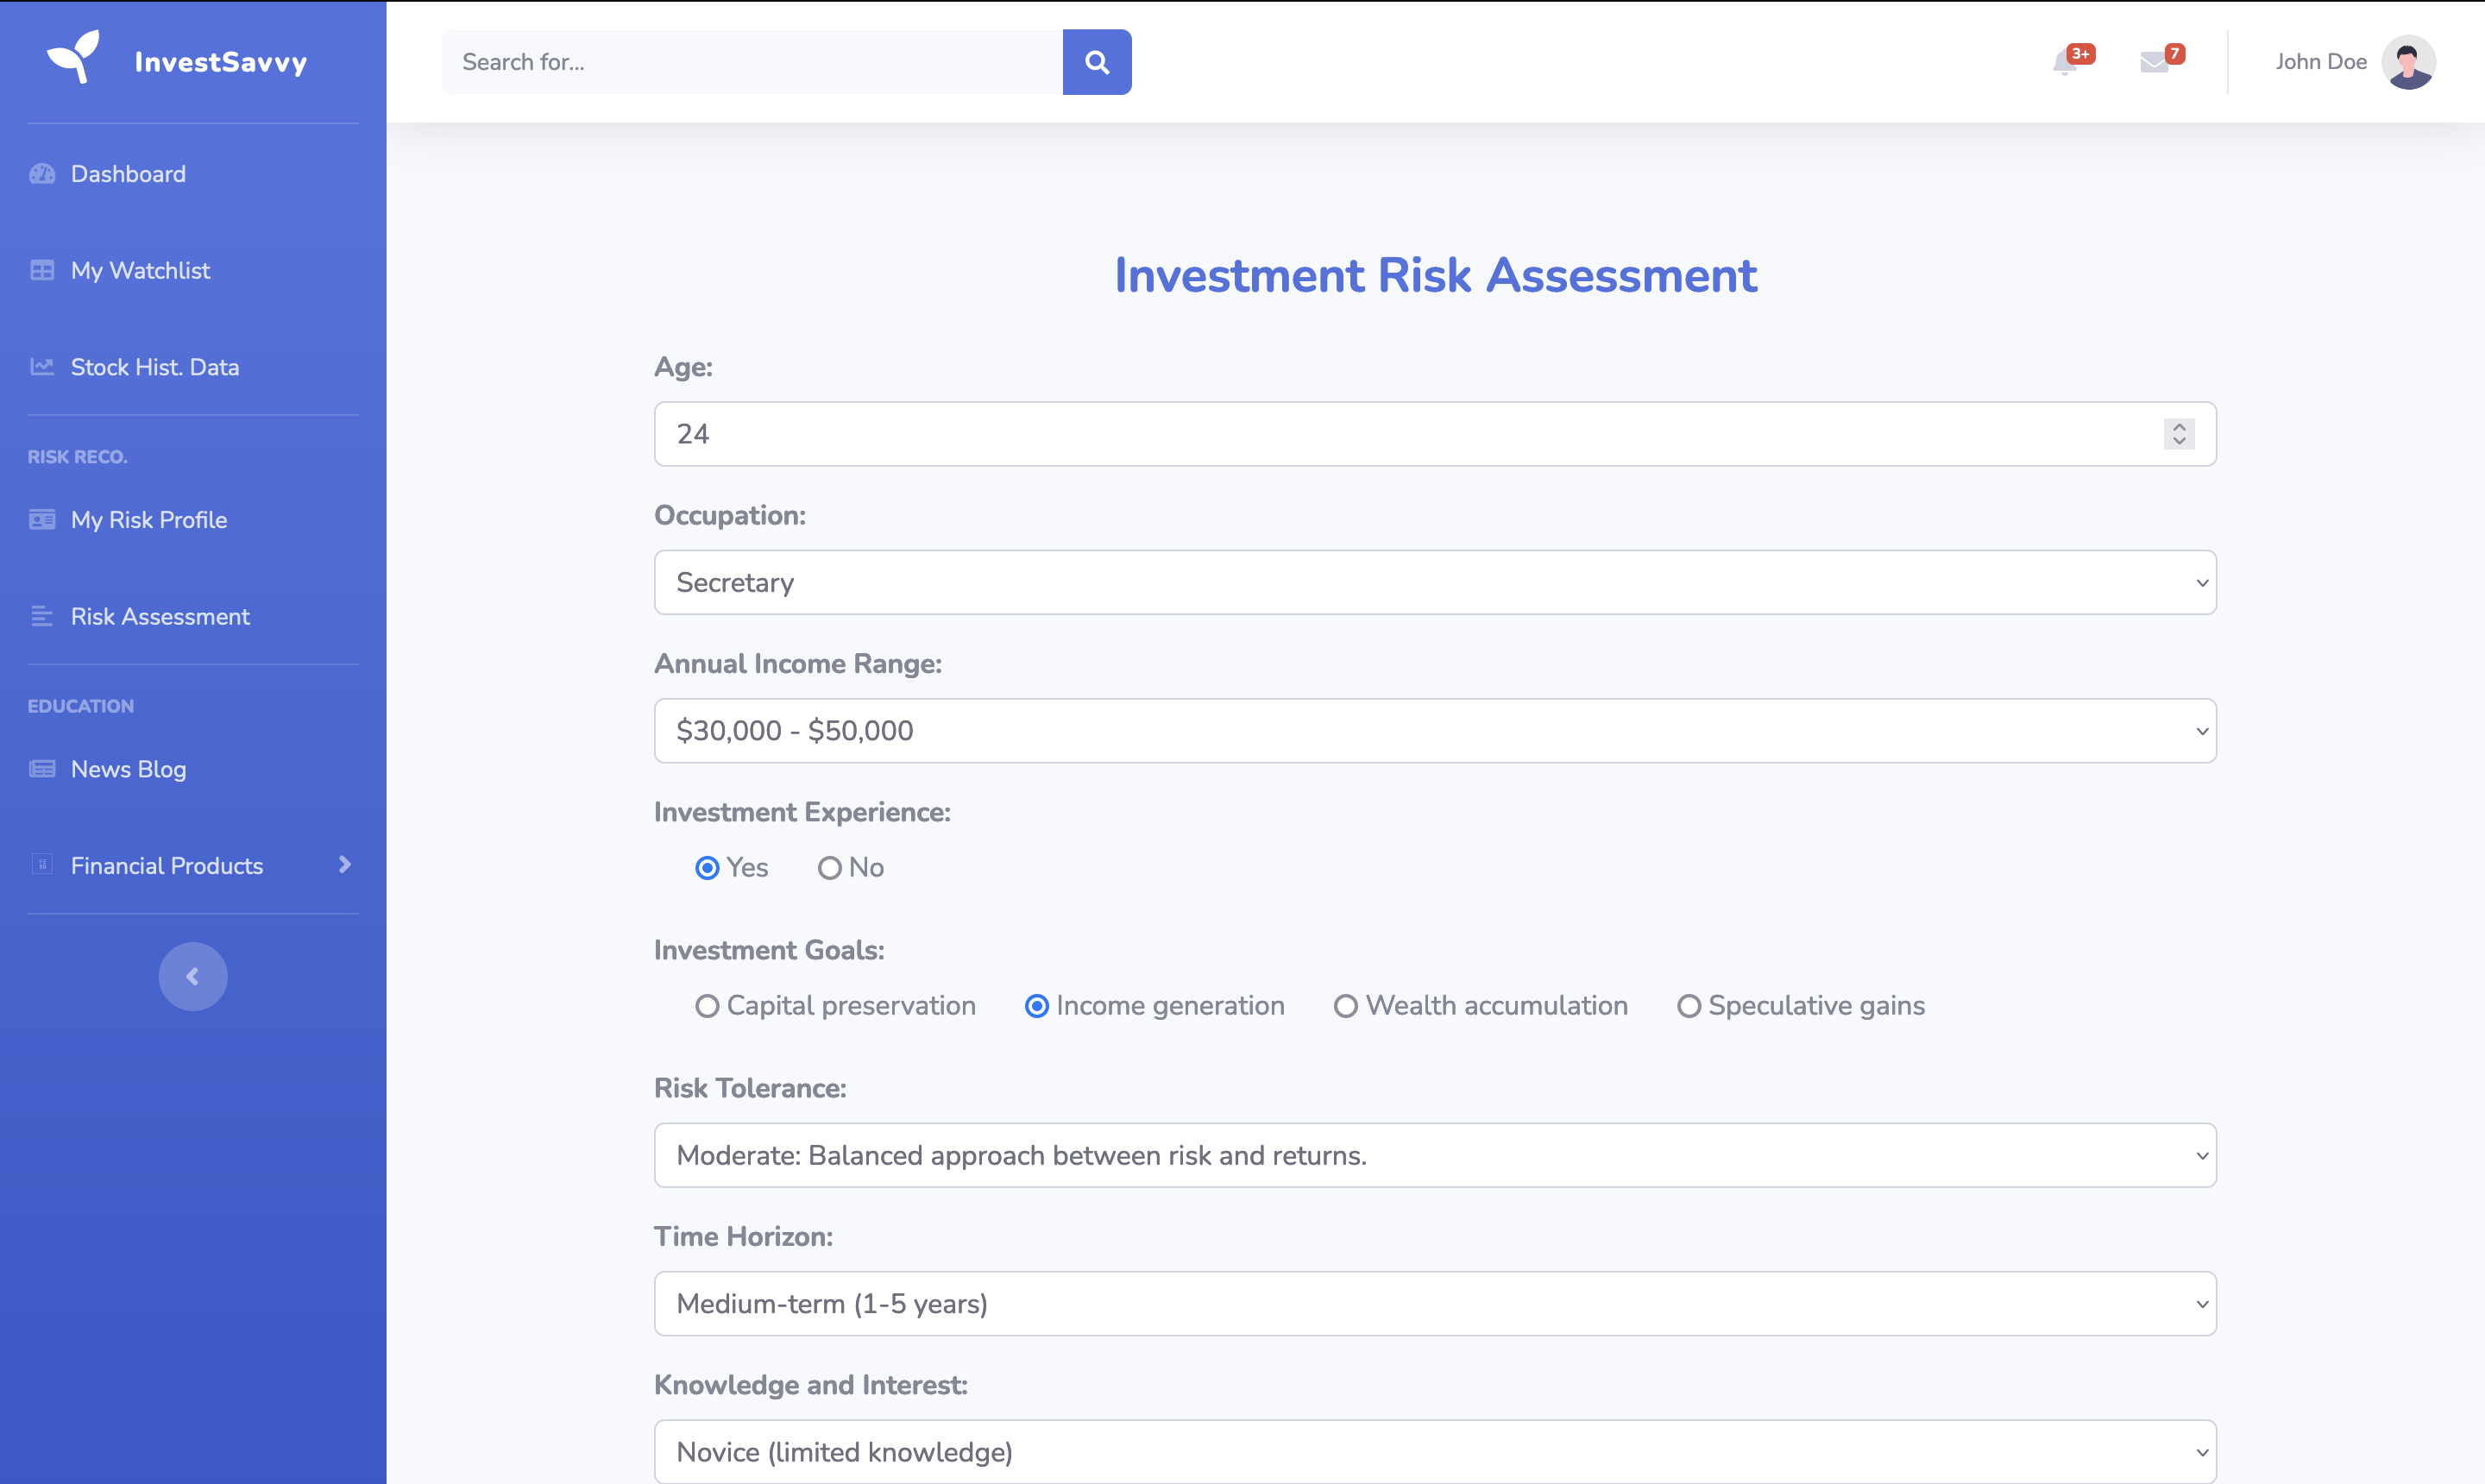 InvestSavvy
Search for...
3+
7
John Doe
Dashboard
My Watchlist
Stock Hist. Data
RISK RECO.
My Risk Profile
Risk Assessment
EDUCATION
News Blog
Financial Products
Investment Risk Assessment
Age:
24
Occupation:
Secretary
Annual Income Range:
$30,000 - $50,000
Investment Experience:
Yes No
Investment Goals:
Capital preservation Income generation Wealth accumulation Speculative gains
Risk Tolerance:
Moderate: Balanced approach between risk and returns.
Time Horizon:
Medium-term (1-5 years)
Knowledge and Interest:
Novice (limited knowledge)